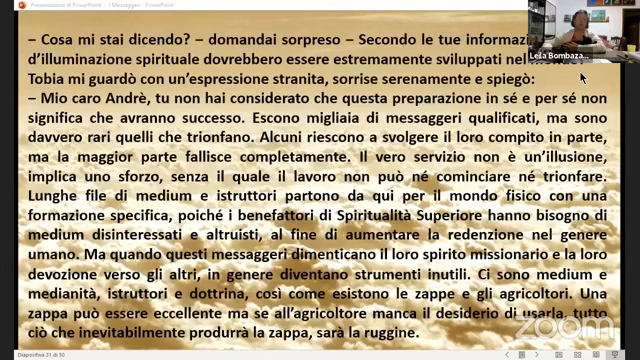 Presentazione di PowerPoint - I Messaggeri - PowerPoint
– Cosa mi stai dicendo? – domandai sorpreso – Secondo le tue informazi
d’illuminazione spirituale dovrebbero essere estremamente sviluppati nel
Tobia mi guardò con un’espressione stranita, sorrise serenamente e spiegò:
– Mio caro Andrè, tu non hai considerato che questa preparazione in sé e per sé non
significa che avranno successo. Escono migliaia di messaggeri qualificati, ma sono
davvero rari quelli che trionfano. Alcuni riescono a svolgere il loro compito in parte,
ma la maggior parte fallisce completamente. Il vero servizio non è un’illusione,
implica uno sforzo, senza il quale il lavoro non può né cominciare né trionfare.
Lunghe file di medium e istruttori partono da qui per il mondo fisico con una
formazione specifica, poiché i benefattori di Spiritualità Superiore hanno bisogno di
medium disinteressati e altruisti, al fine di aumentare la redenzione nel genere
umano. Ma quando questi messaggeri dimenticano il loro spirito missionario e la loro
devozione verso gli altri, in genere diventano strumenti inutili. Ci sono medium e
medianità, istruttori e dottrina, così come esistono le zappe e gli agricoltori. Una
zappa può essere eccellente ma se all’agricoltore manca il desiderio di usarla, tutto
ciò che inevitabilmente produrrà la zappa, sarà la ruggine.
Leila Bombaza...
zoom
Diapositiva 31 di 50